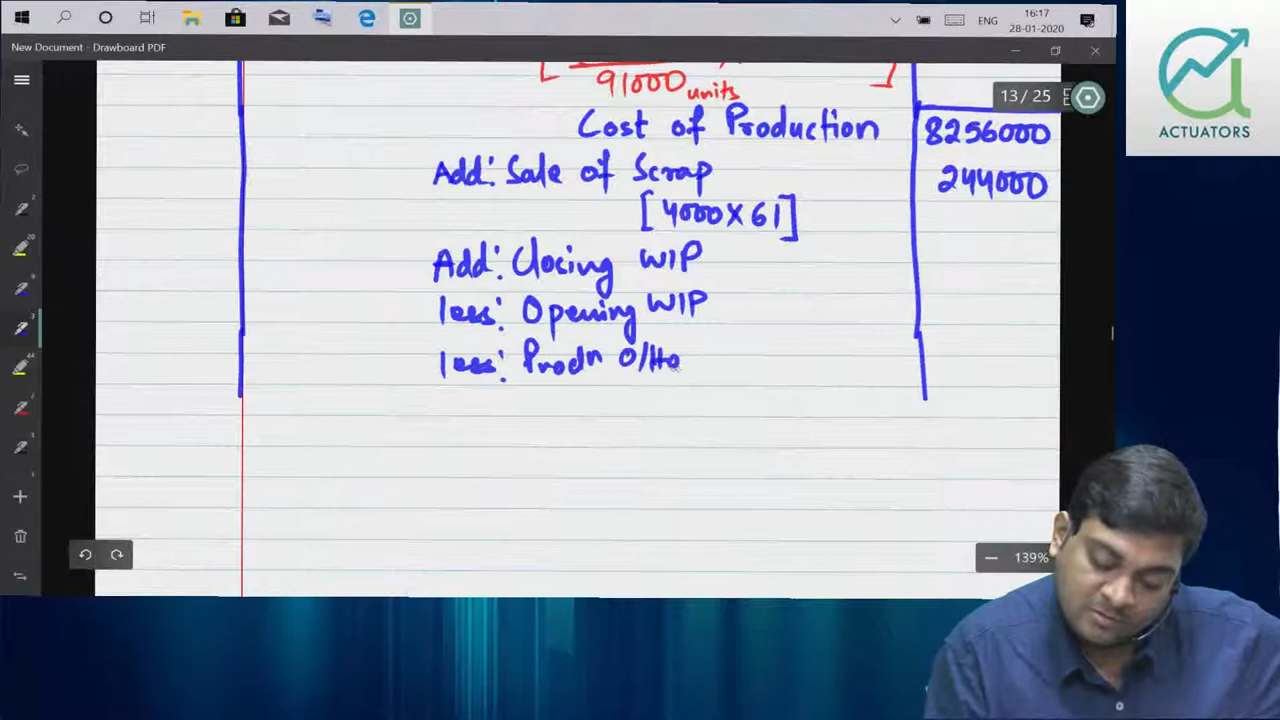 16:17
ENG
28-01-2020
New Document - Drawboard PDF
91000 units
13 / 25
Cost of Production 8256000
Add: Sale of Scrap 244000
[4000 X 61]
Add: Closing WIP
less: Opening WIP
less: Prodn O/Hd
139%
ACTUATORS